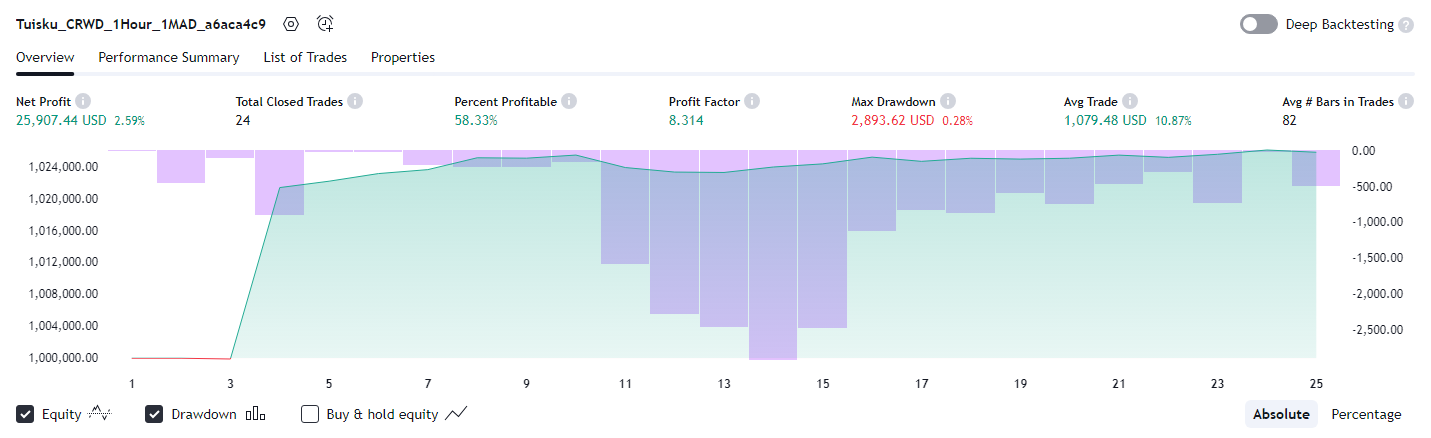 Tuisku_CRWD_1Hour_1MAD_a6aca4c9
Deep Backtesting ?
Overview Performance Summary List of Trades Properties
Net Profit Total Closed Trades Percent Profitable Profit Factor Max Drawdown Avg Trade Avg # Bars in Trades
25,907.44 USD 2.59% 24 58.33% 8.314 2,893.62 USD 0.28% 1,079.48 USD 10.87% 82
1,024,000.00 0.00
1,020,000.00 -500.00
1,016,000.00 -1,000.00
1,012,000.00 -1,500.00
1,008,000.00 -2,000.00
1,004,000.00 -2,500.00
1,000,000.00
1 3 5 7 9 11 13 15 17 19 21 23 25
Equity Drawdown Buy & hold equity Absolute Percentage